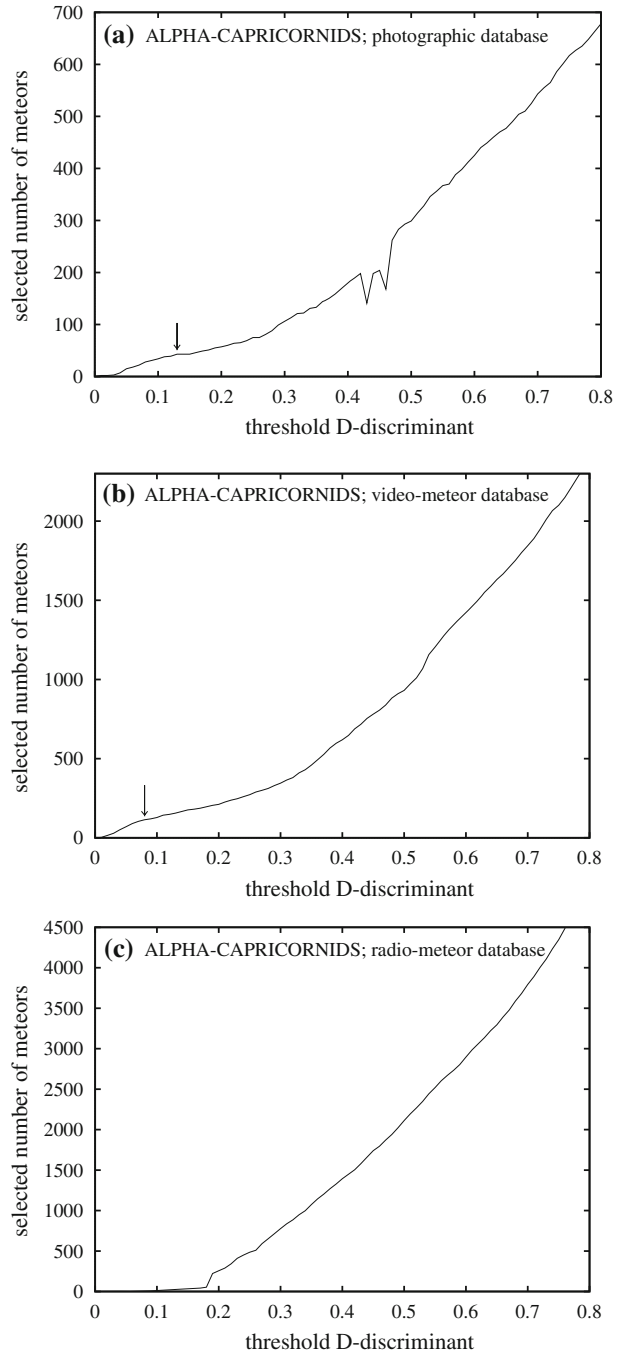 700
600
500
400
300
200
100
0
(a) ALPHA-CAPRICORNIDS; photographic database
selected number of meteors
0 0.1 0.2 0.3 0.4 0.5 0.6 0.7 0.8
threshold D-discriminant
2000
1500
1000
500
0
(b) ALPHA-CAPRICORNIDS; video-meteor database
selected number of meteors
0 0.1 0.2 0.3 0.4 0.5 0.6 0.7 0.8
threshold D-discriminant
4500
4000
3500
3000
2500
2000
1500
1000
500
0
(c) ALPHA-CAPRICORNIDS; radio-meteor database
selected number of meteors
0 0.1 0.2 0.3 0.4 0.5 0.6 0.7 0.8
threshold D-discriminant